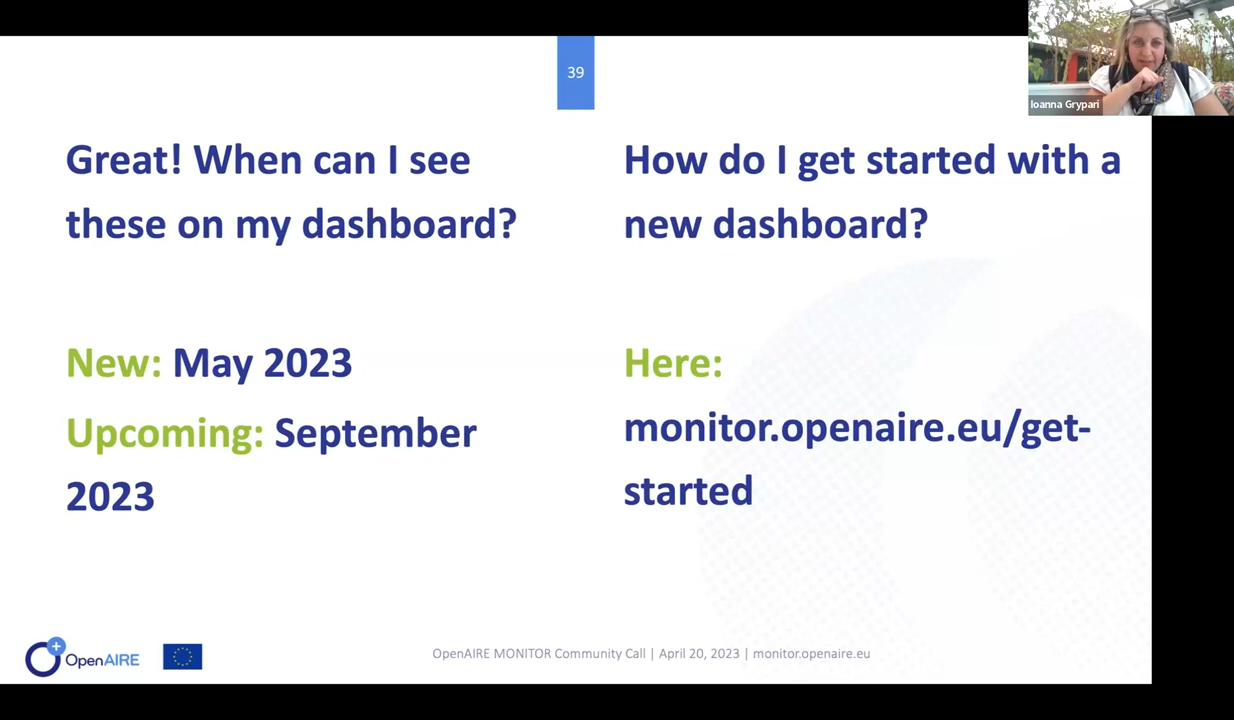 39
Ioanna Grypari
Great! When can I see
these on my dashboard?
New: May 2023
Upcoming: September
2023
How do I get started with a
new dashboard?
Here:
monitor.openaire.eu/get-
started
OpenAIRE
OpenAIRE MONITOR Community Call | April 20, 2023 | monitor.openaire.eu